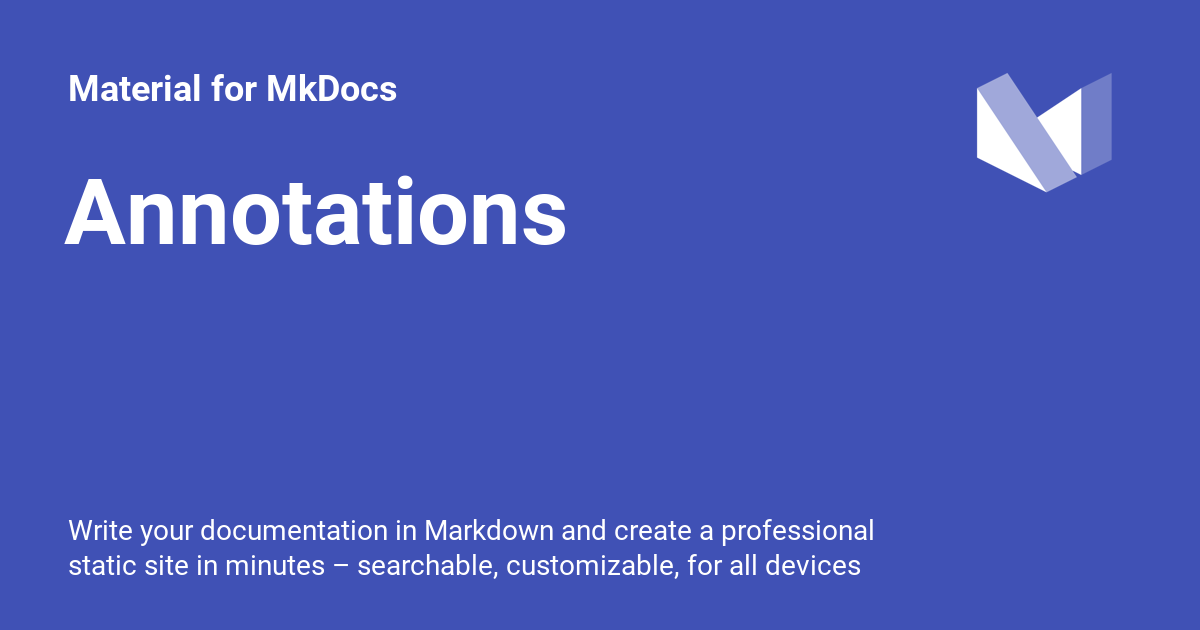 Material for MkDocs
Annotations
Write your documentation in Markdown and create a professional
static site in minutes – searchable, customizable, for all devices